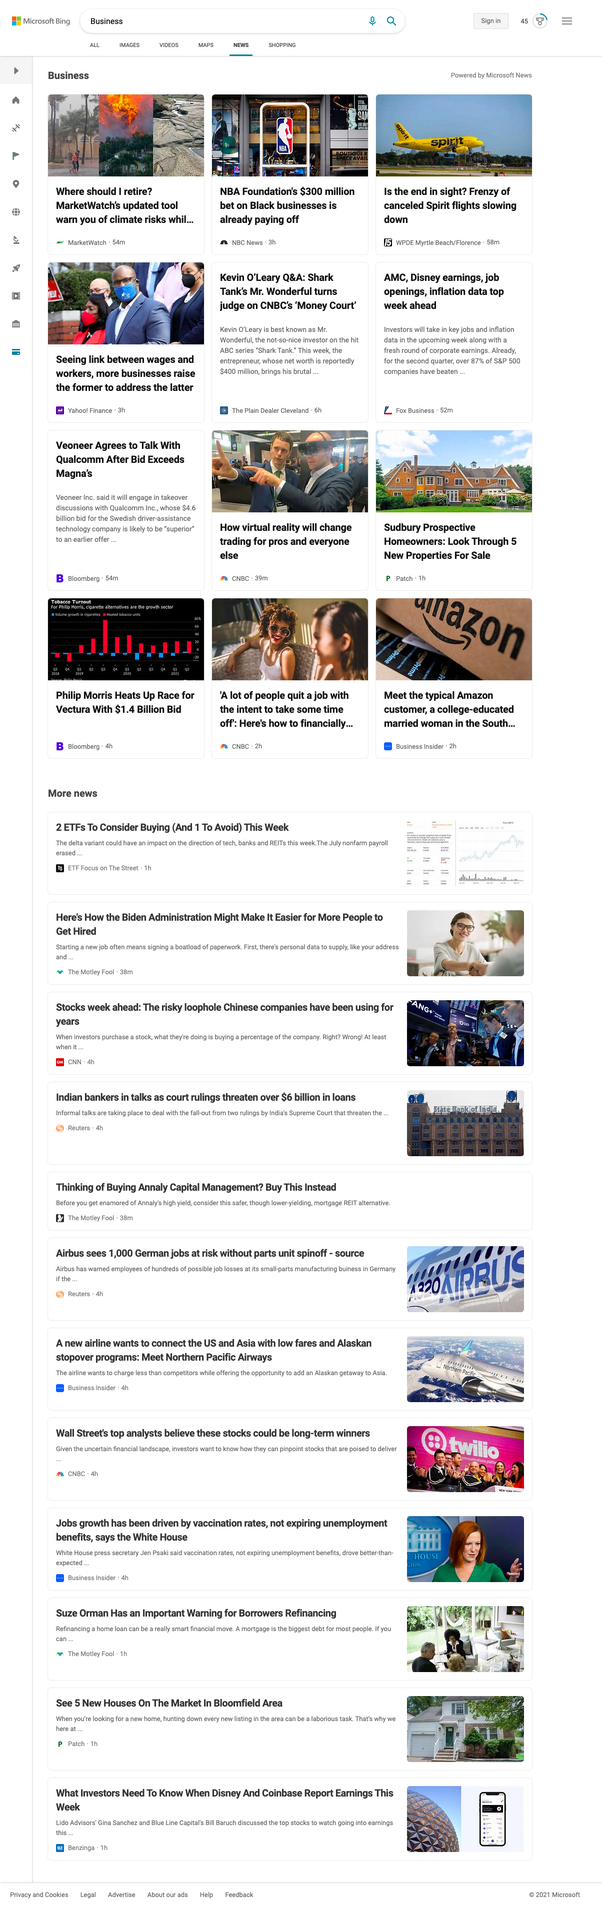 Microsoft Bing
Business
Sign in
45
ALL IMAGES VIDEOS MAPS NEWS SHOPPING
Business
Powered by Microsoft News
Where should I retire?
MarketWatch's updated tool
warn you of climate risks whil...
MarketWatch · 54m
NBA Foundation's $300 million
bet on Black businesses is
already paying off
NBC News · 3h
spirit
Is the end in sight? Frenzy of
canceled Spirit flights slowing
down
WPDE Myrtle Beach/Florence · 58m
Seeing link between wages and
workers, more businesses raise
the former to address the latter
Yahoo! Finance · 3h
Kevin O'Leary Q&A: Shark
Tank's Mr. Wonderful turns
judge on CNBC's 'Money Court'
Kevin O'Leary is best known as Mr.
Wonderful, the not-so-nice investor on the hit
ABC series "Shark Tank." This week, the
entrepreneur, whose net worth is reportedly
$400 million, brings his brutal ...
The Plain Dealer Cleveland · 6h
AMC, Disney earnings, job
openings, inflation data top
week ahead
Investors will take in key jobs and inflation
data in the upcoming week along with a
fresh round of corporate earnings. Already,
for the second quarter, over 87% of S&P 500
companies have beaten ...
Fox Business · 52m
Veoneer Agrees to Talk With
Qualcomm After Bid Exceeds
Magna's
Veoneer Inc. said it will engage in takeover
discussions with Qualcomm Inc., whose $4.6
billion bid for the Swedish driver-assistance
technology company is likely to be "superior"
to an earlier offer ...
Bloomberg · 54m
How virtual reality will change
trading for pros and everyone
else
CNBC · 39m
Sudbury Prospective
Homeowners: Look Through 5
New Properties For Sale
Patch · 1h
Tobacco Turnout
For Philip Morris, cigarette alternatives are the growth sector
Philip Morris Heats Up Race for
Vectura With $1.4 Billion Bid
Bloomberg · 4h
'A lot of people quit a job with
the intent to take some time
off': Here's how to financially...
CNBC · 2h
amazon
Meet the typical Amazon
customer, a college-educated
married woman in the South...
Business Insider · 2h
More news
2 ETFs To Consider Buying (And 1 To Avoid) This Week
The delta variant could have an impact on the direction of tech, banks and REITs this week.The July nonfarm payroll
erased ...
ETF Focus on The Street · 1h
Here's How the Biden Administration Might Make It Easier for More People to
Get Hired
Starting a new job often means signing a boatload of paperwork. First, there's personal data to supply, like your address
and ...
The Motley Fool · 38m
Stocks week ahead: The risky loophole Chinese companies have been using for
years
When investors purchase a stock, what they're doing is buying a percentage of the company. Right? Wrong! At least
when it ...
CNN · 4h
Indian bankers in talks as court rulings threaten over $6 billion in loans
Informal talks are taking place to deal with the fall-out from two rulings by India's Supreme Court that threaten the ...
Reuters · 4h
State Bank of India
Thinking of Buying Annaly Capital Management? Buy This Instead
Before you get enamored of Annaly's high yield, consider this safer, though lower-yielding, mortgage REIT alternative.
The Motley Fool · 38m
Airbus sees 1,000 German jobs at risk without parts unit spinoff - source
Airbus has warned employees of hundreds of possible job losses at its small-parts manufacturing business in Germany
if the ...
Reuters · 4h
A320 AIRBUS
A new airline wants to connect the US and Asia with low fares and Alaskan
stopover programs: Meet Northern Pacific Airways
The airline wants to charge less than competitors while offering the opportunity to add an Alaskan getaway to Asia.
Business Insider · 4h
Wall Street's top analysts believe these stocks could be long-term winners
Given the uncertain financial landscape, investors want to know how they can pinpoint stocks that are poised to deliver
...
CNBC · 4h
twilio
Jobs growth has been driven by vaccination rates, not expiring unemployment
benefits, says the White House
White House press secretary Jen Psaki said vaccination rates, not expiring unemployment benefits, drove better-than-
expected ...
Business Insider · 4h
Suze Orman Has an Important Warning for Borrowers Refinancing
Refinancing a home loan can be a really smart financial move. A mortgage is the biggest debt for most people. If you
can ...
The Motley Fool · 1h
See 5 New Houses On The Market In Bloomfield Area
When you're looking for a new home, hunting down every new listing in the area can be a laborious task. That's why we
here at ...
Patch · 1h
What Investors Need To Know When Disney And Coinbase Report Earnings This
Week
Lido Advisors' Gina Sanchez and Blue Line Capital's Bill Baruch discussed the top stocks to watch going into earnings
this ...
Benzinga · 1h
Privacy and Cookies Legal Advertise About our ads Help Feedback
© 2021 Microsoft